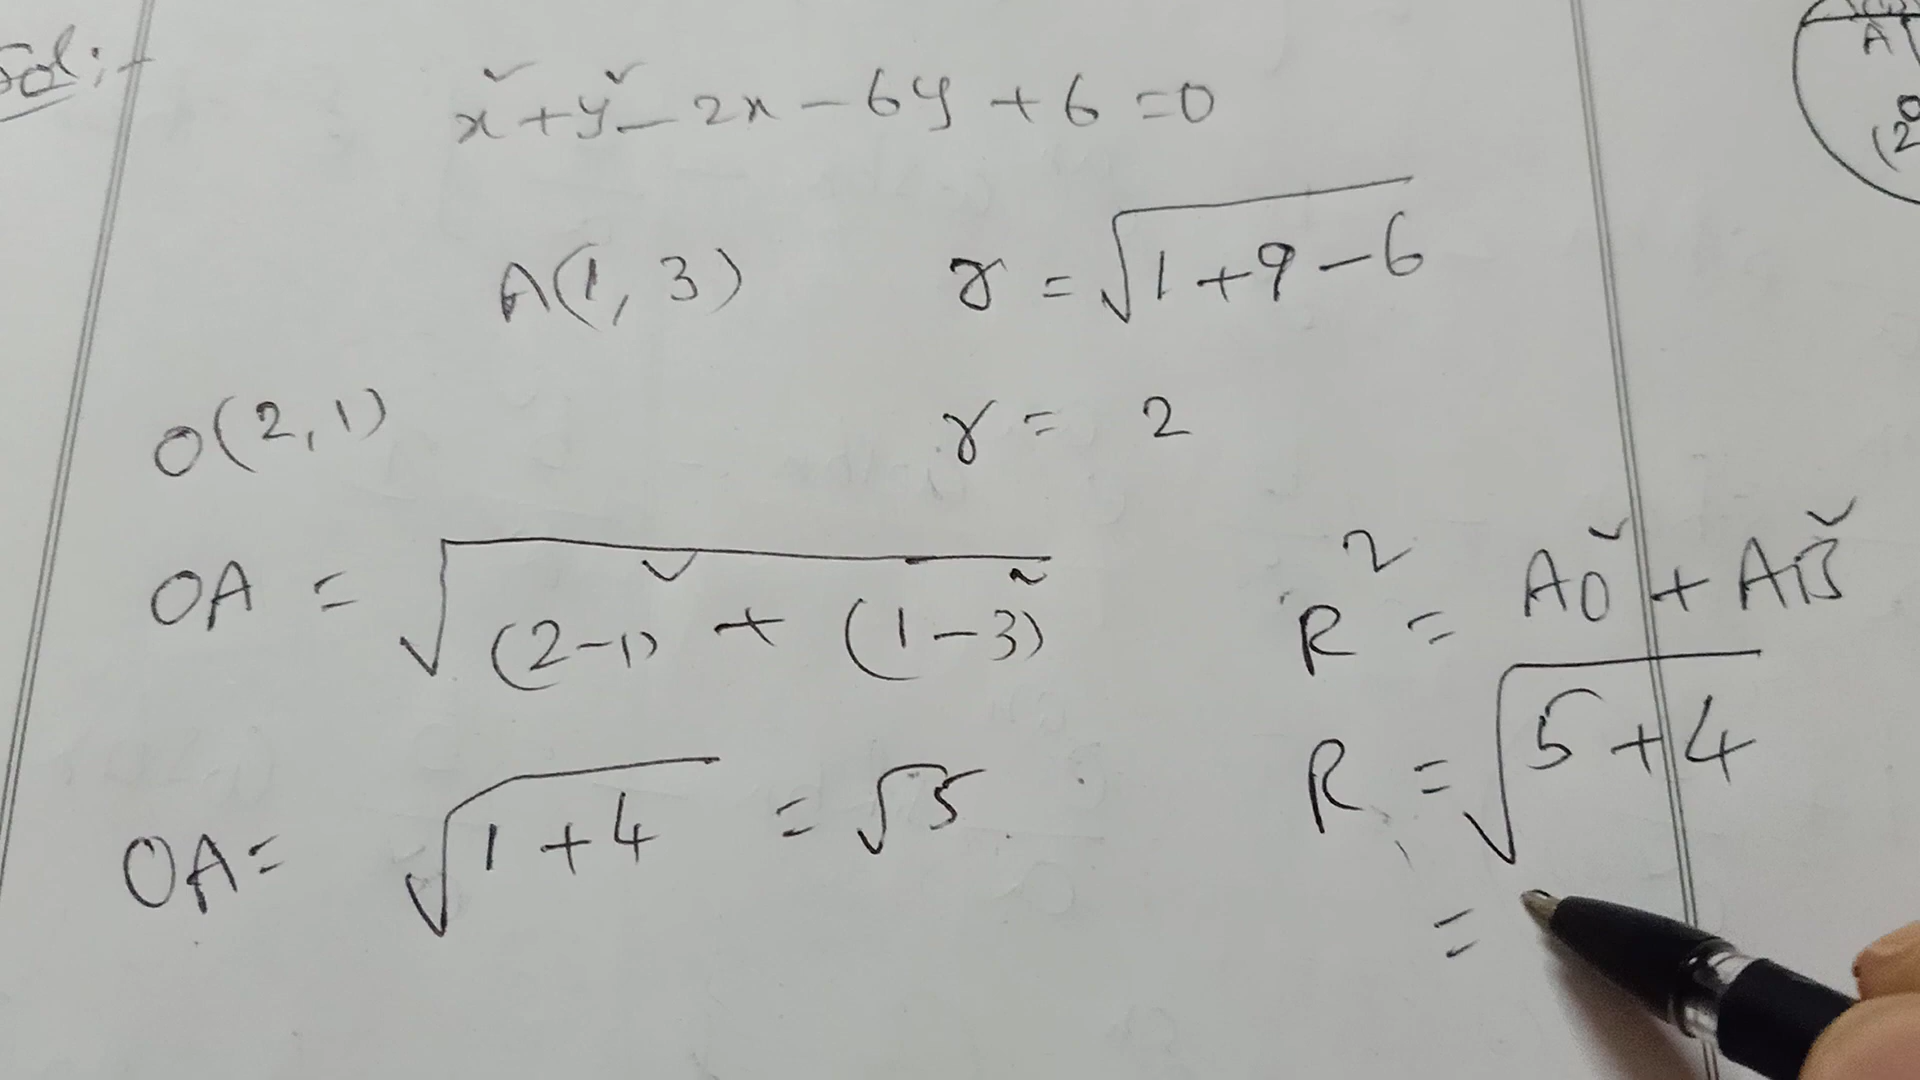 Sol:-
x² + y² - 2x - 6y + 6 = 0
A(1, 3) r = √(1 + 9 - 6)
O(2, 1) r = 2
OA = √((2-1)² + (1-3)²) R² = AO² + AB²
OA = √(1 + 4) = √5 R = √(5 + 4)
=
A
O
(2